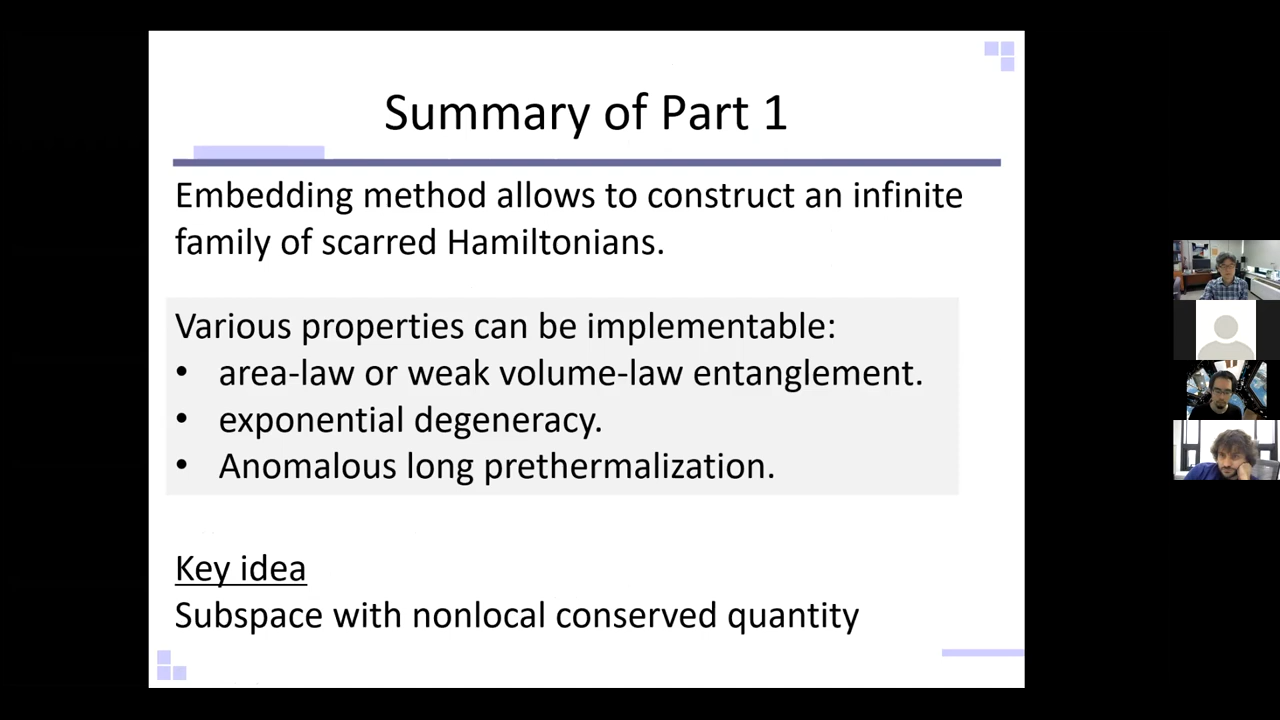 Summary of Part 1
Embedding method allows to construct an infinite
family of scarred Hamiltonians.
Various properties can be implementable:
• area-law or weak volume-law entanglement.
• exponential degeneracy.
• Anomalous long prethermalization.
Key idea
Subspace with nonlocal conserved quantity